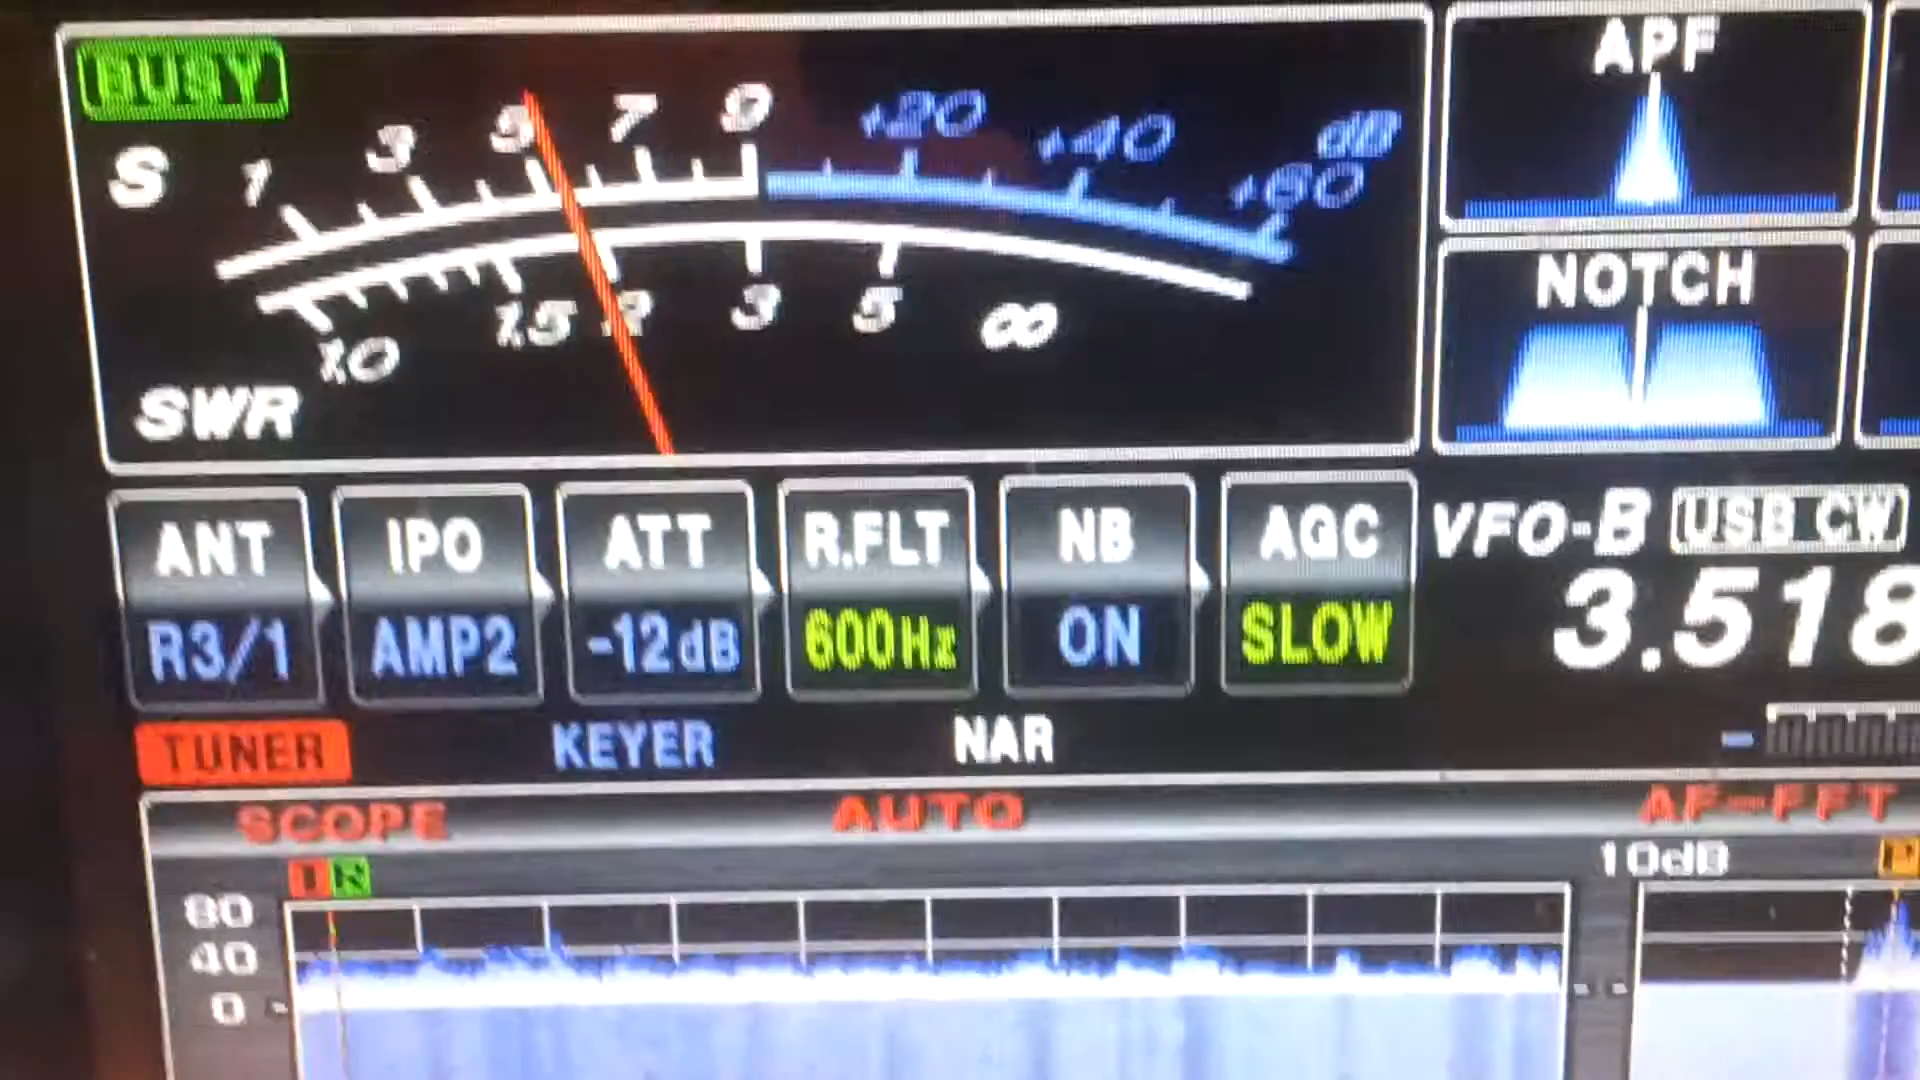 BUSY
S 1 3 5 7 9 +20 +40 +60 dB
1.0 1.5 2 3 5 ∞
SWR
APF
NOTCH
ANT IPO ATT R.FLT NB AGC
R3/1 AMP2 -12dB 600Hz ON SLOW
VFO-B USB CW
3.518
TUNER KEYER NAR
SCOPE AUTO AF-FFT
10dB
T R P
80
40
0